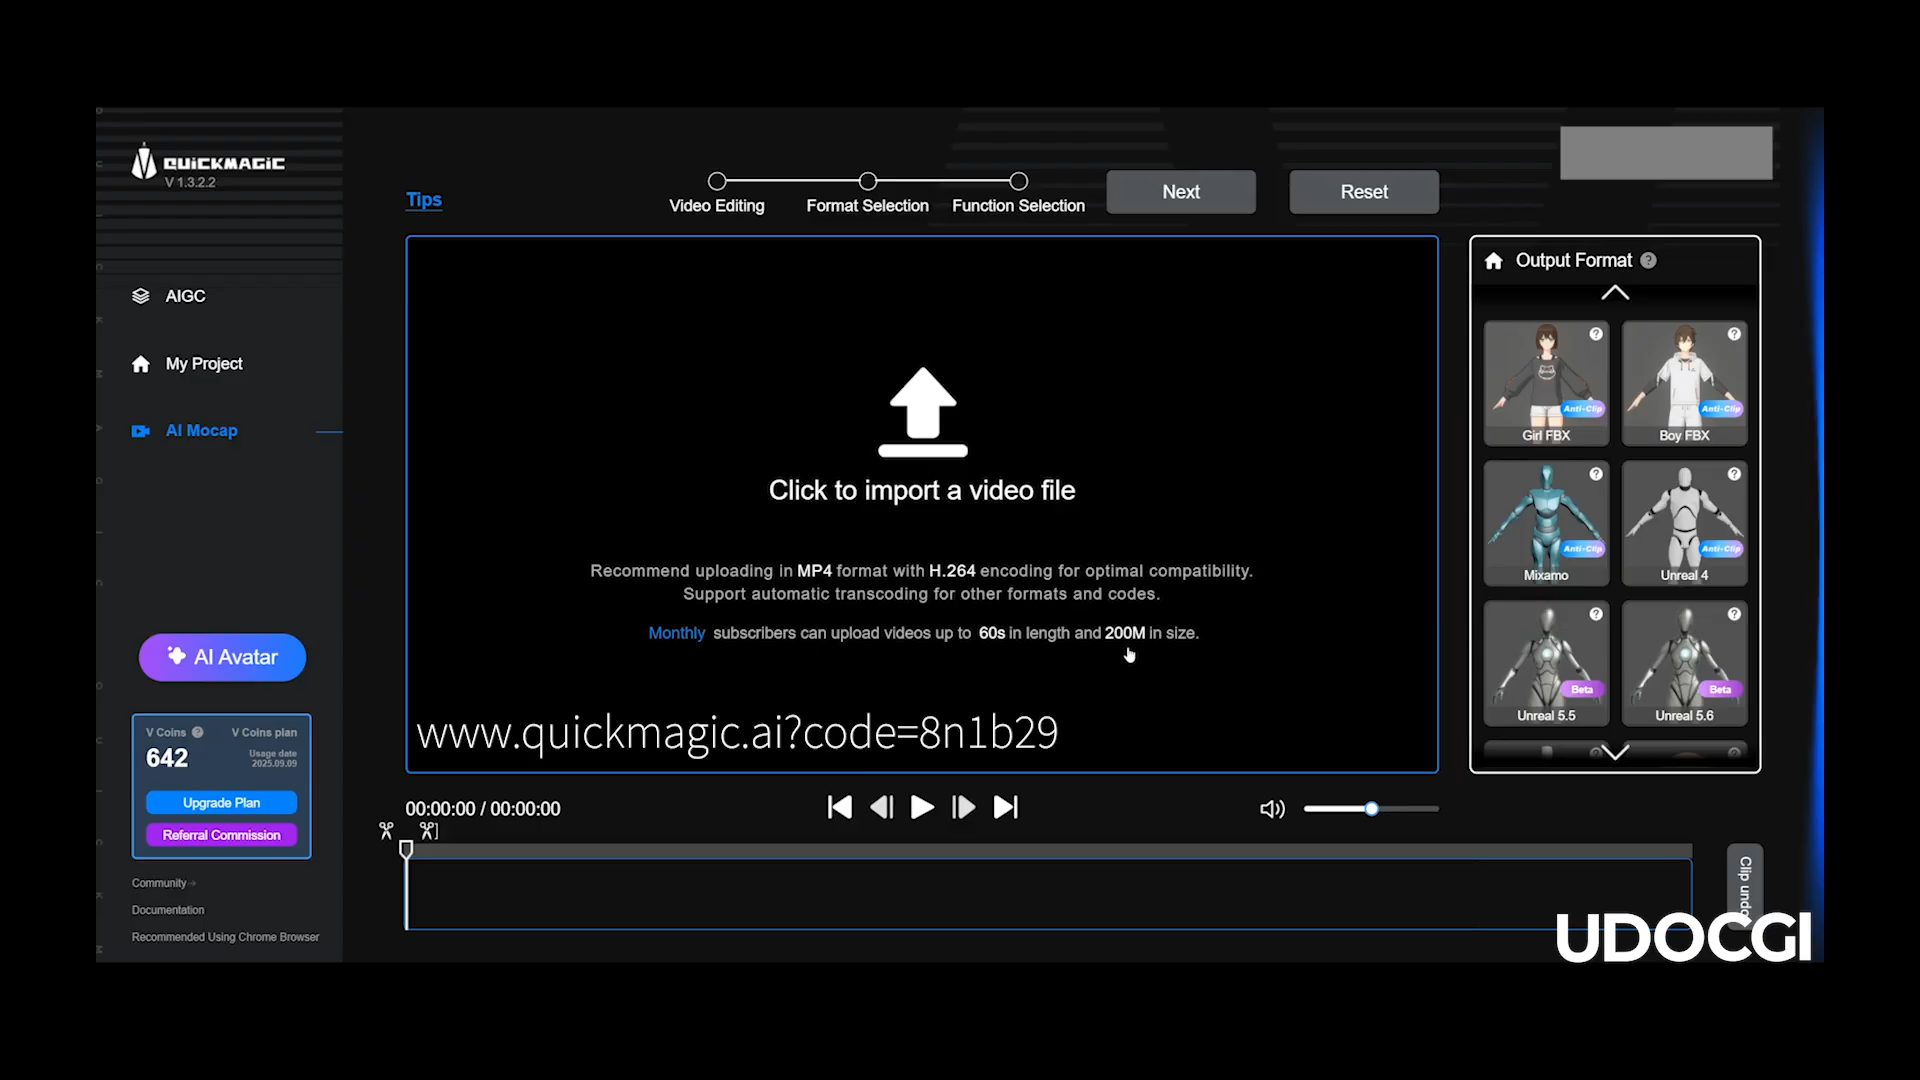 QUICKMAGIC
V 1.3.2.2
AIGC
My Project
AI Mocap
AI Avatar
V Coins ? V Coins plan
642
Usage date
2025.09.09
Upgrade Plan
Referral Commission
Community
Documentation
Recommended Using Chrome Browser
Tips
Video Editing
Format Selection
Function Selection
Next
Reset
Click to import a video file
Recommend uploading in MP4 format with H.264 encoding for optimal compatibility.
Support automatic transcoding for other formats and codes.
Monthly subscribers can upload videos up to 60s in length and 200M in size.
www.quickmagic.ai?code=8n1b29
00:00:00 / 00:00:00
Output Format ?
? Anti-Clip
Girl FBX
? Anti-Clip
Boy FBX
? Anti-Clip
Mixamo
? Anti-Clip
Unreal 4
? Beta
Unreal 5.5
? Beta
Unreal 5.6
Clip undo
UDOCGI